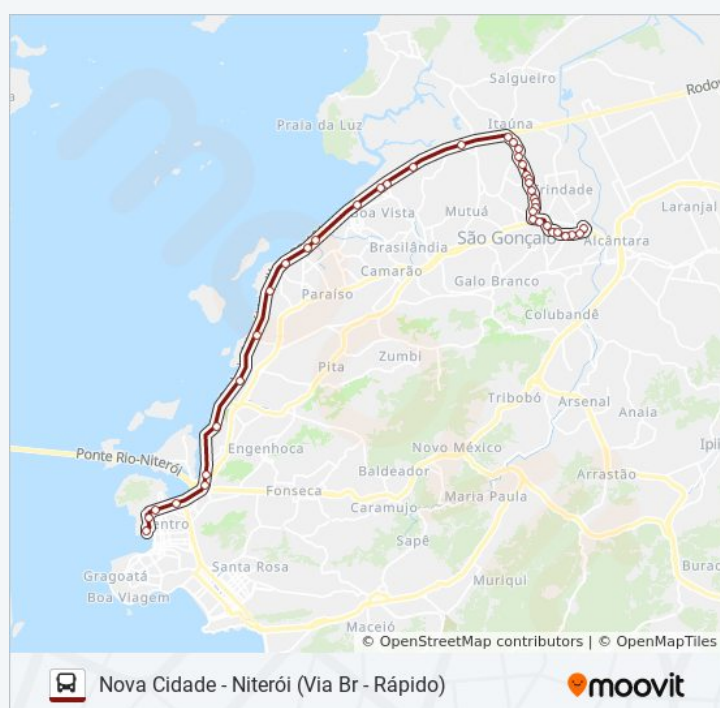 Salgueiro
Rodov
Itaúna
Praia da Luz
Trindade
Boa Vista
Mutuá
Laranjal
São Gonçalo
Alcântara
Brasilândia
Camarão
Galo Branco
Paraíso
Colubandê
Zumbi
Pita
Tribobó
Arsenal
Anaia
Engenhoca
Novo México
Ipií
Ponte Rio-Niterói
Baldeador
Arrastão
Fonseca
Maria Paula
Caramujo
Centro
Sapê
Santa Rosa
Burac
Gragoatá
Muriqui
Boa Viagem
Maceió
© OpenStreetMap contributors | © OpenMapTiles
Nova Cidade - Niterói (Via Br - Rápido)
moovit